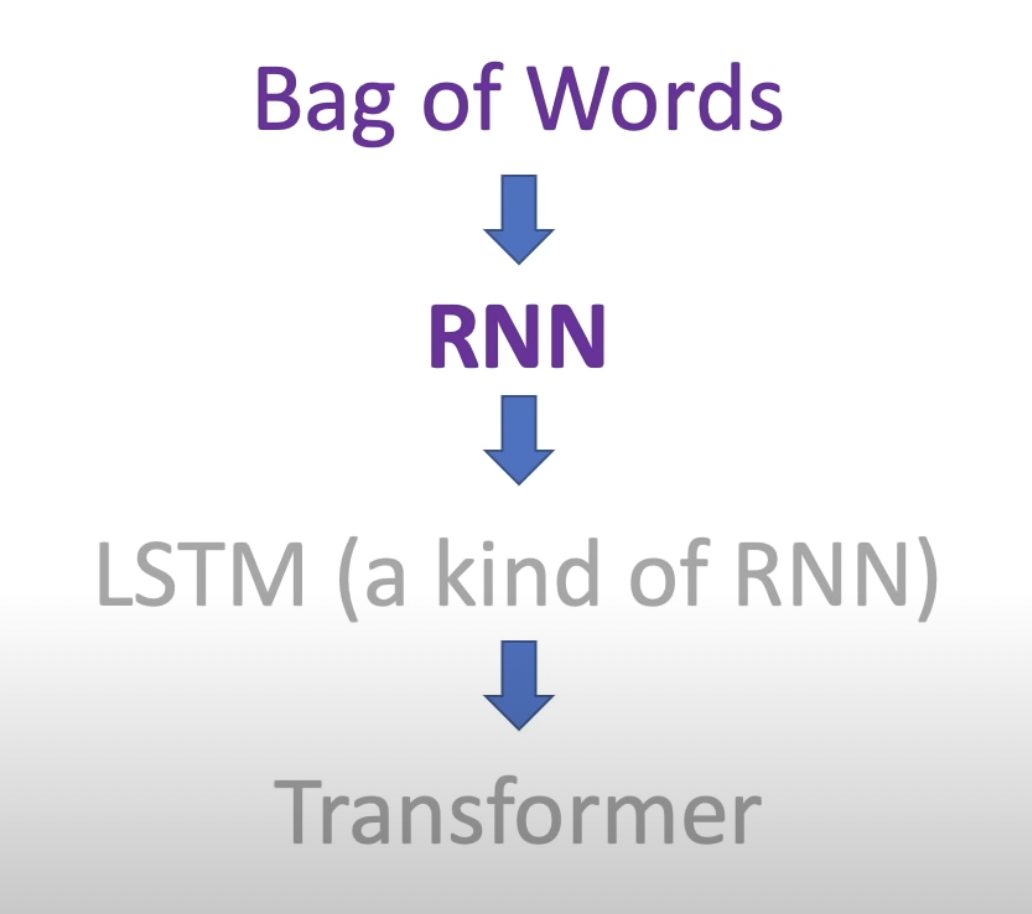 Bag of Words
RNN
LSTM (a kind of RNN)
Transformer